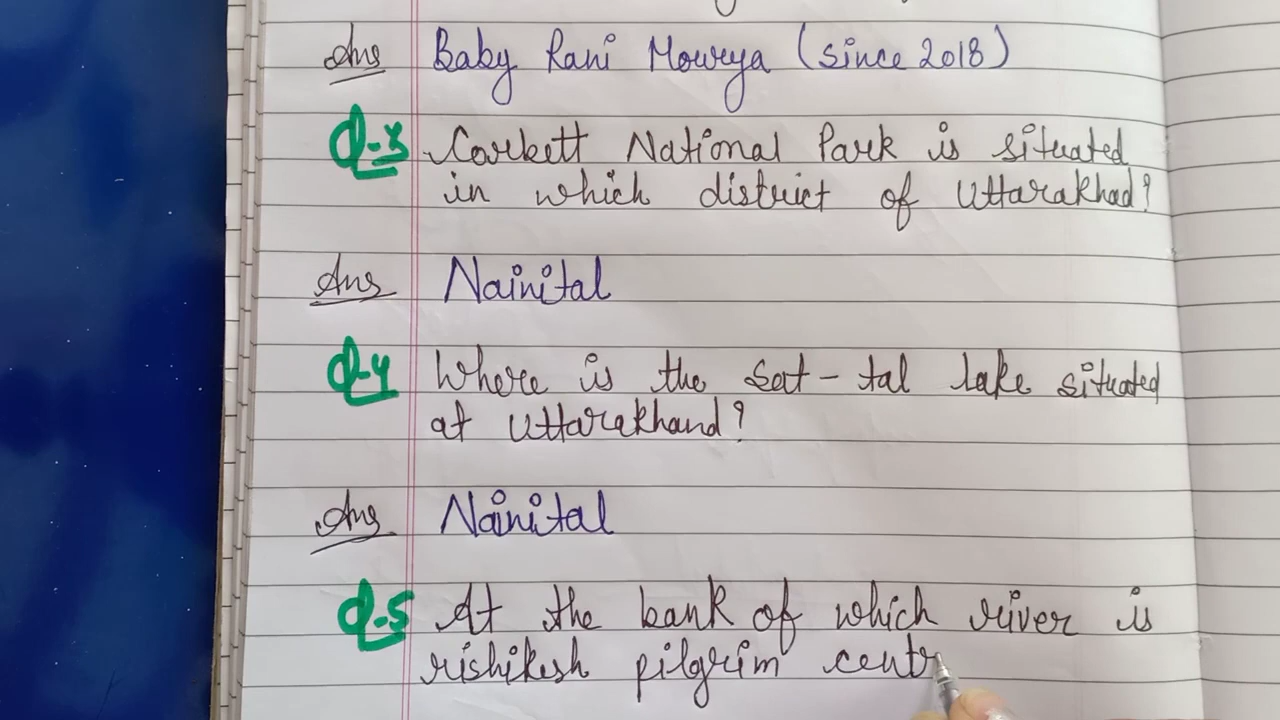 Ans Baby Rani Mowrya (since 2018)
Q-3 Corbett National Park is situated
in which district of Uttarakhad?
Ans Nainital
Q-4 Where is the Sat-tal lake situated
at Uttarakhand?
Ans Nainital
Q-5 At the bank of which river is
rishikesh pilgrim centr